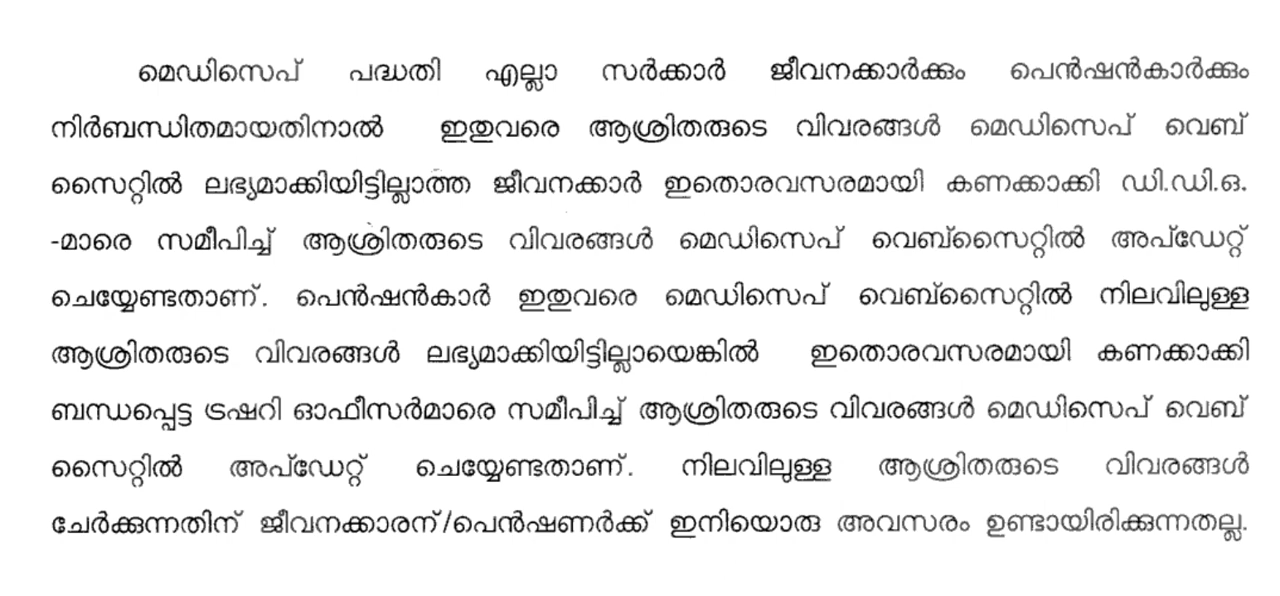 മെഡിസെപ് പദ്ധതി എല്ലാ സർക്കാർ ജീവനക്കാർക്കും പെൻഷൻകാർക്കും
നിർബന്ധിതമായതിനാൽ ഇതുവരെ ആശ്രിതരുടെ വിവരങ്ങൾ മെഡിസെപ് വെബ്
സൈറ്റിൽ ലഭ്യമാക്കിയിട്ടില്ലാത്ത ജീവനക്കാർ ഇതൊരവസരമായി കണക്കാക്കി ഡി.ഡി.ഒ.
-മാരെ സമീപിച്ച് ആശ്രിതരുടെ വിവരങ്ങൾ മെഡിസെപ് വെബ്സൈറ്റിൽ അപ്ഡേറ്റ്
ചെയ്യേണ്ടതാണ്. പെൻഷൻകാർ ഇതുവരെ മെഡിസെപ് വെബ്സൈറ്റിൽ നിലവിലുള്ള
ആശ്രിതരുടെ വിവരങ്ങൾ ലഭ്യമാക്കിയിട്ടില്ലായെങ്കിൽ ഇതൊരവസരമായി കണക്കാക്കി
ബന്ധപ്പെട്ട ട്രഷറി ഓഫീസർമാരെ സമീപിച്ച് ആശ്രിതരുടെ വിവരങ്ങൾ മെഡിസെപ് വെബ്
സൈറ്റിൽ അപ്ഡേറ്റ് ചെയ്യേണ്ടതാണ്. നിലവിലുള്ള ആശ്രിതരുടെ വിവരങ്ങൾ
ചേർക്കുന്നതിന് ജീവനക്കാരന്/പെൻഷണർക്ക് ഇനിയൊരു അവസരം ഉണ്ടായിരിക്കുന്നതല്ല.